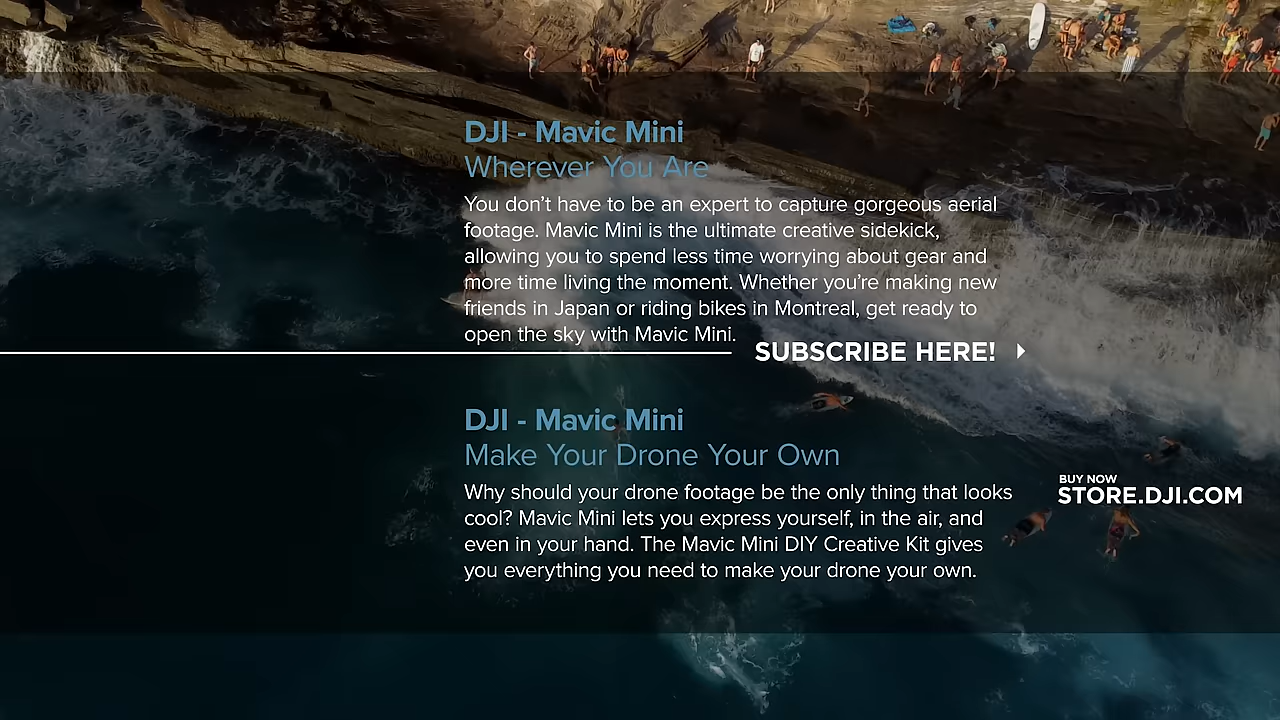 DJI - Mavic Mini
Wherever You Are
You don't have to be an expert to capture gorgeous aerial
footage. Mavic Mini is the ultimate creative sidekick,
allowing you to spend less time worrying about gear and
more time living the moment. Whether you're making new
friends in Japan or riding bikes in Montreal, get ready to
open the sky with Mavic Mini.
SUBSCRIBE HERE!
DJI - Mavic Mini
Make Your Drone Your Own
Why should your drone footage be the only thing that looks
cool? Mavic Mini lets you express yourself, in the air, and
even in your hand. The Mavic Mini DIY Creative Kit gives
you everything you need to make your drone your own.
BUY NOW
STORE.DJI.COM